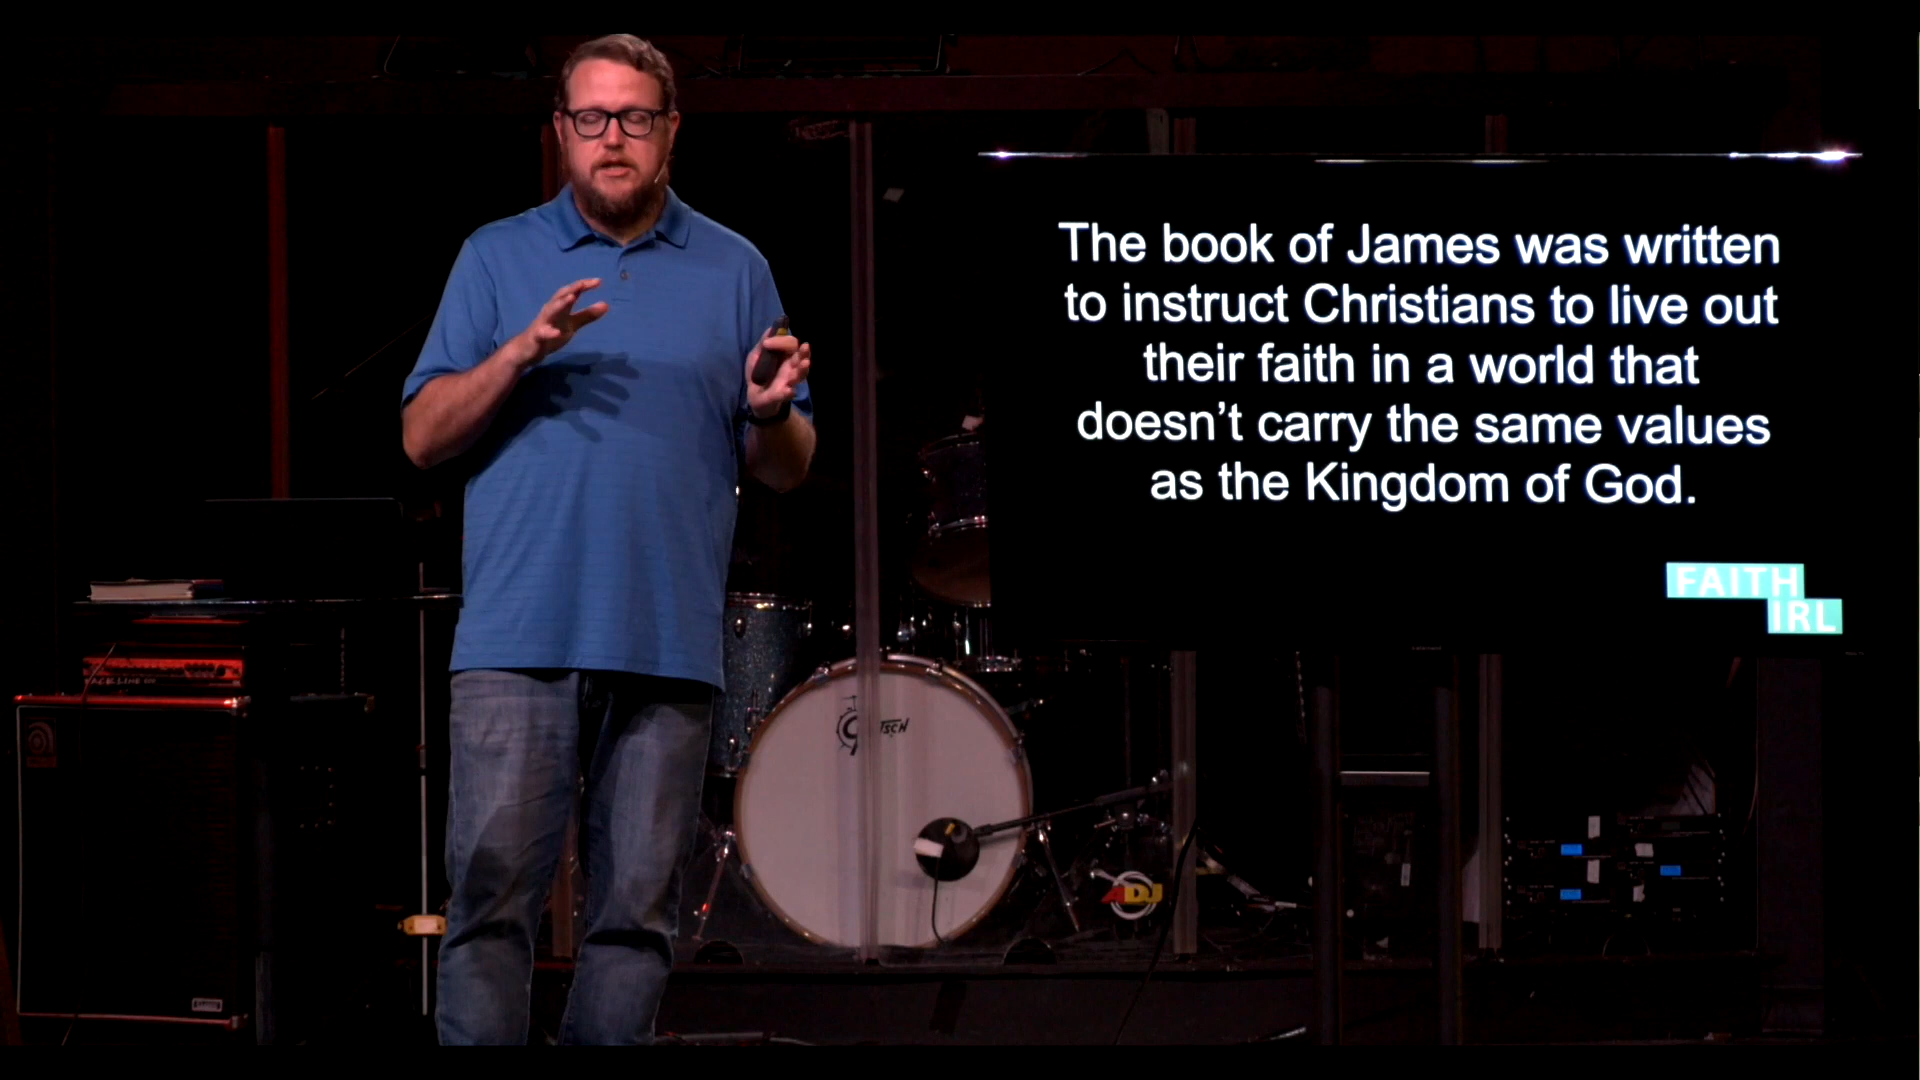 The book of James was written
to instruct Christians to live out
their faith in a world that
doesn't carry the same values
as the Kingdom of God.
FAITH
IRL
ADJ